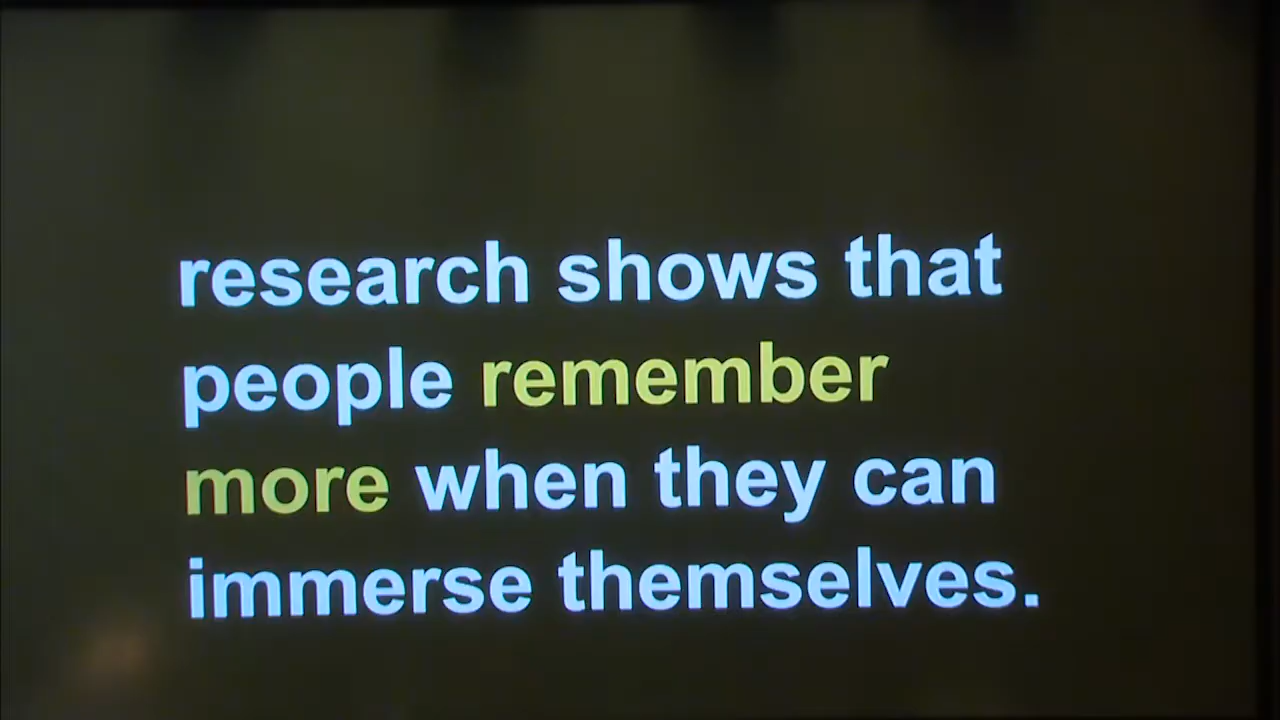 research shows that
people remember
more when they can
immerse themselves.